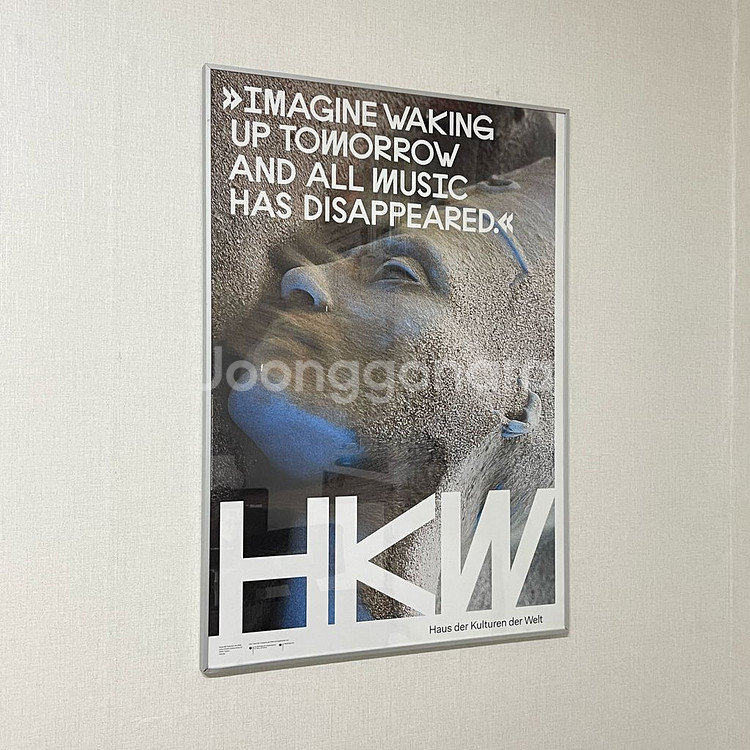 »IMAGINE WAKING
UP TOMORROW
AND ALL MUSIC
HAS DISAPPEARED.«
Joonggonara
HKW
Haus der Kulturen der Welt